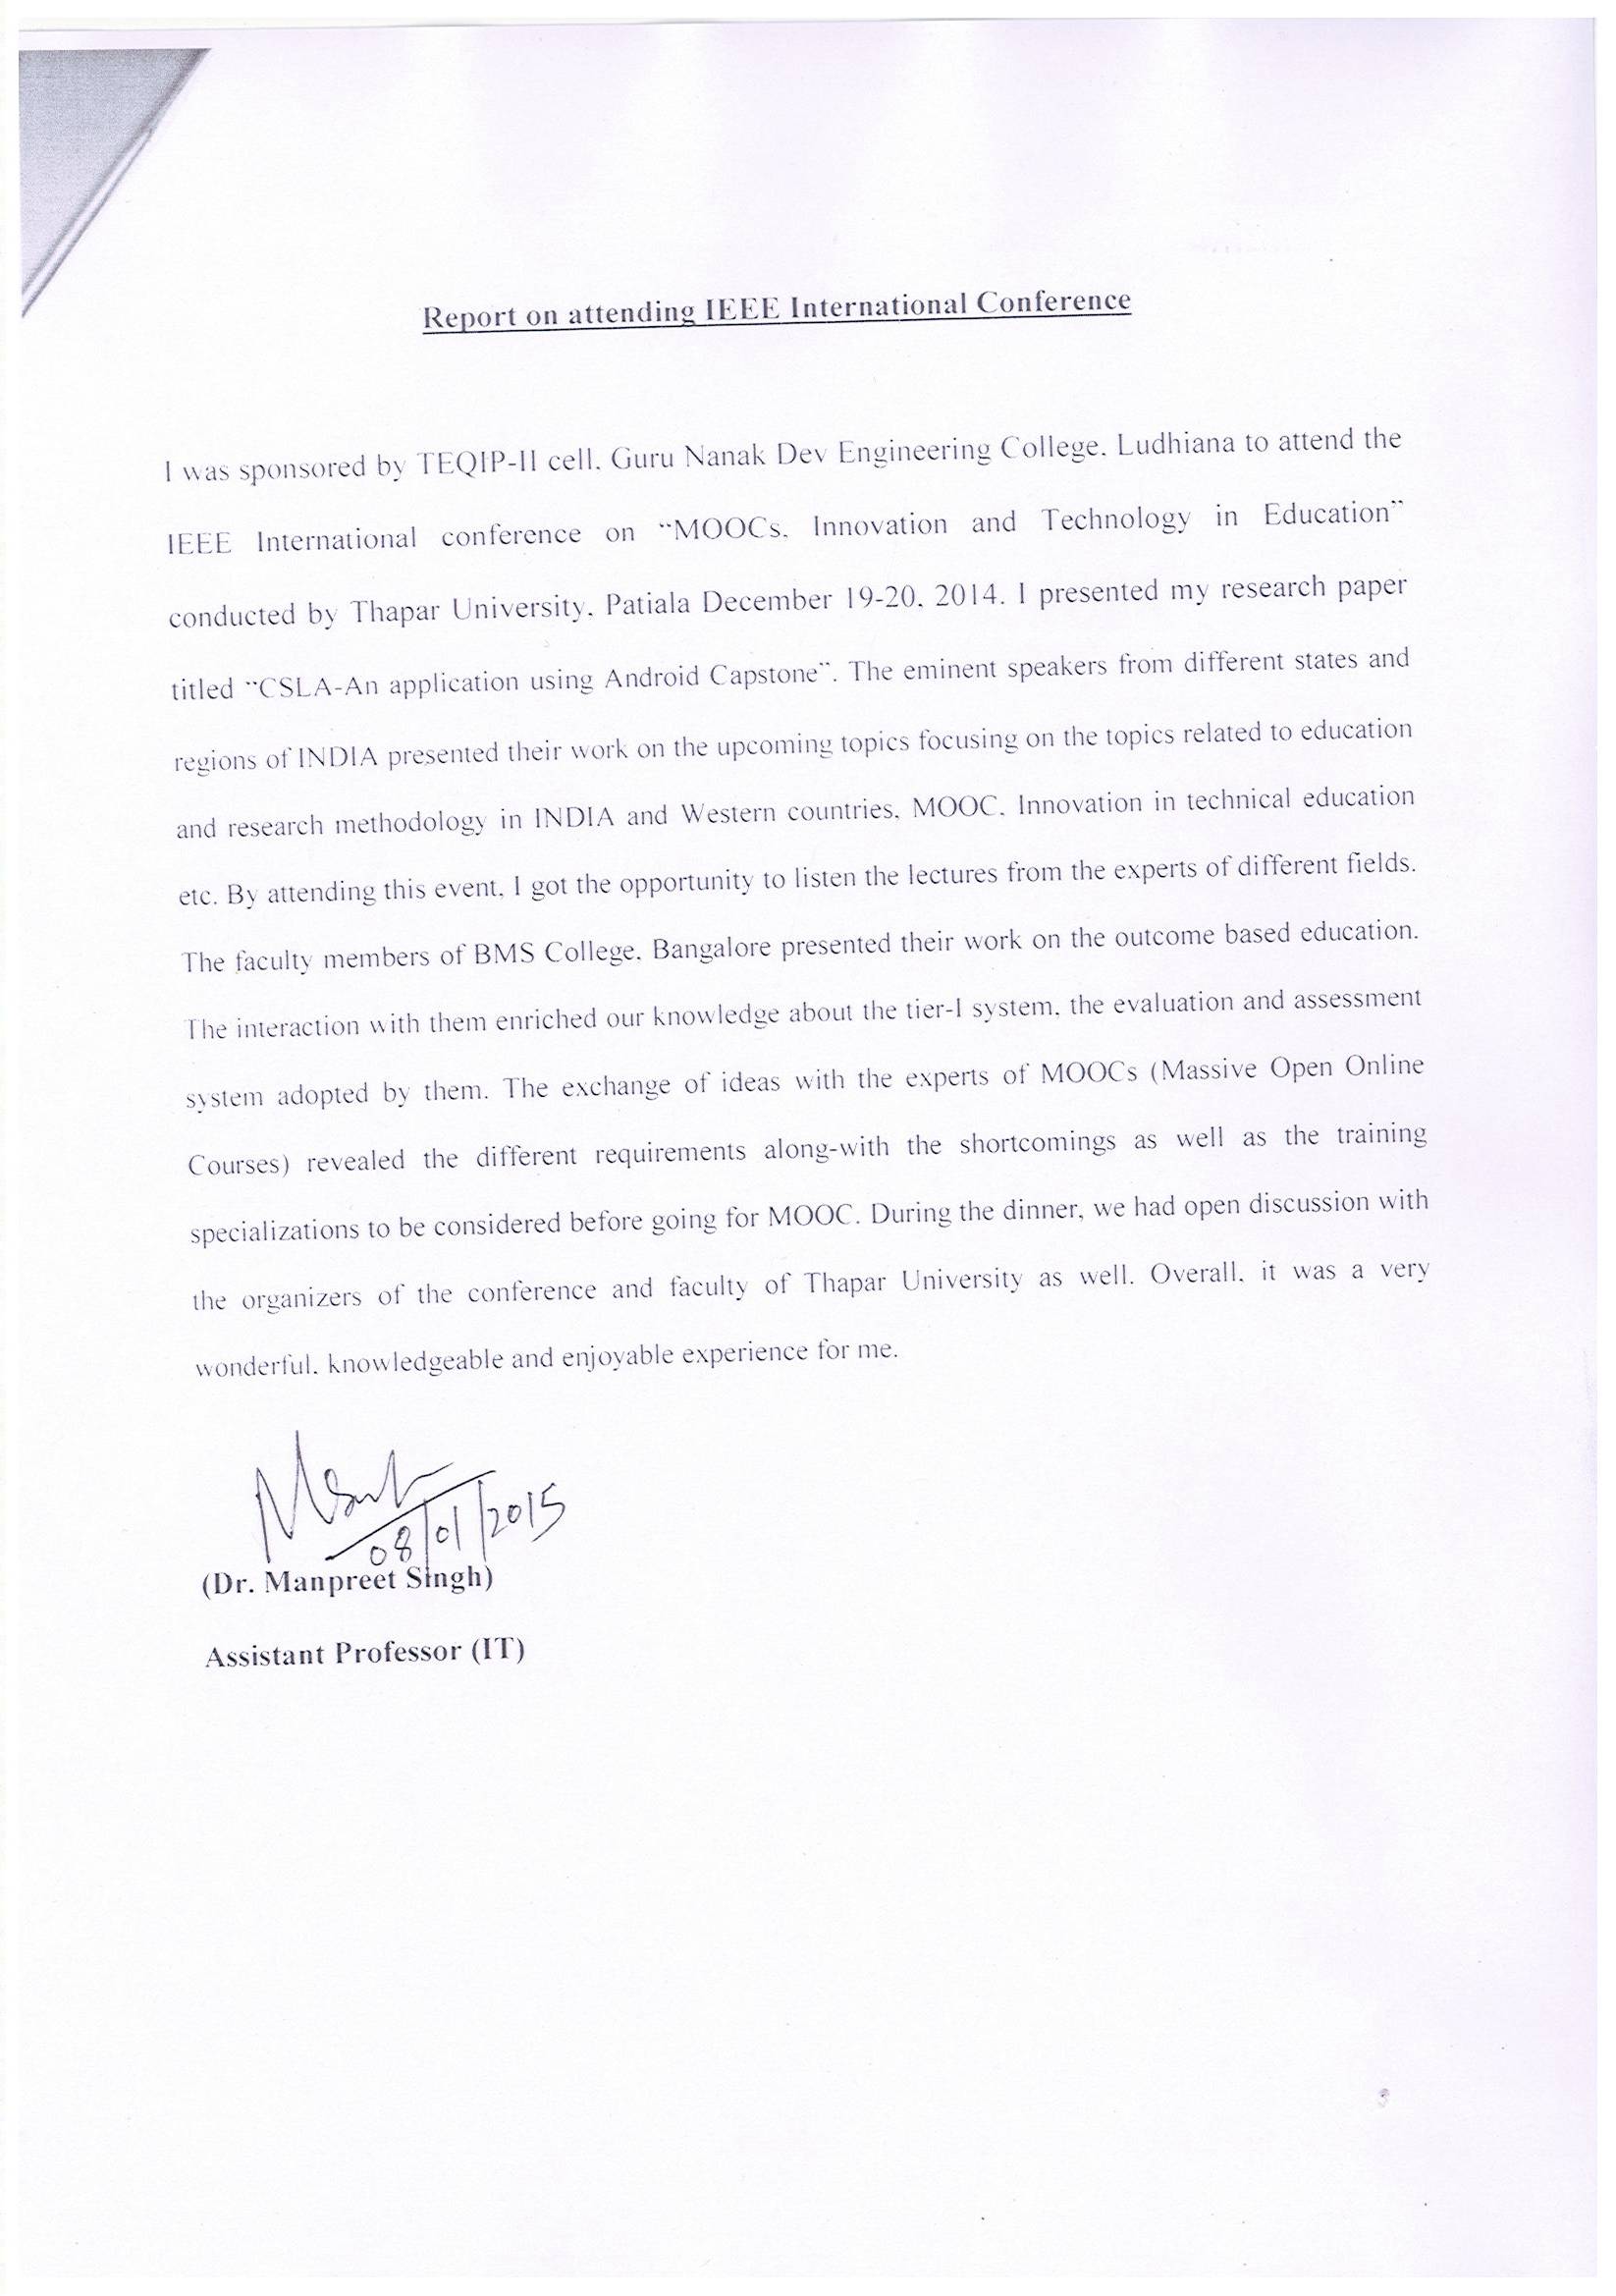 Report on attending IEEE International Conference
I was sponsored by TEQIP-II cell, Guru Nanak Dev Engineering College, Ludhiana to attend the
IEEE International conference on “MOOCs, Innovation and Technology in Education”
conducted by Thapar University, Patiala December 19-20, 2014. I presented my research paper
titled “CSLA-An application using Android Capstone”. The eminent speakers from different states and
regions of INDIA presented their work on the upcoming topics focusing on the topics related to education
and research methodology in INDIA and Western countries, MOOC, Innovation in technical education
etc. By attending this event, I got the opportunity to listen the lectures from the experts of different fields.
The faculty members of BMS College, Bangalore presented their work on the outcome based education.
The interaction with them enriched our knowledge about the tier-I system, the evaluation and assessment
system adopted by them. The exchange of ideas with the experts of MOOCs (Massive Open Online
Courses) revealed the different requirements along-with the shortcomings as well as the training
specializations to be considered before going for MOOC. During the dinner, we had open discussion with
the organizers of the conference and faculty of Thapar University as well. Overall, it was a very
wonderful, knowledgeable and enjoyable experience for me.
08/01/2015
(Dr. Manpreet Singh)
Assistant Professor (IT)